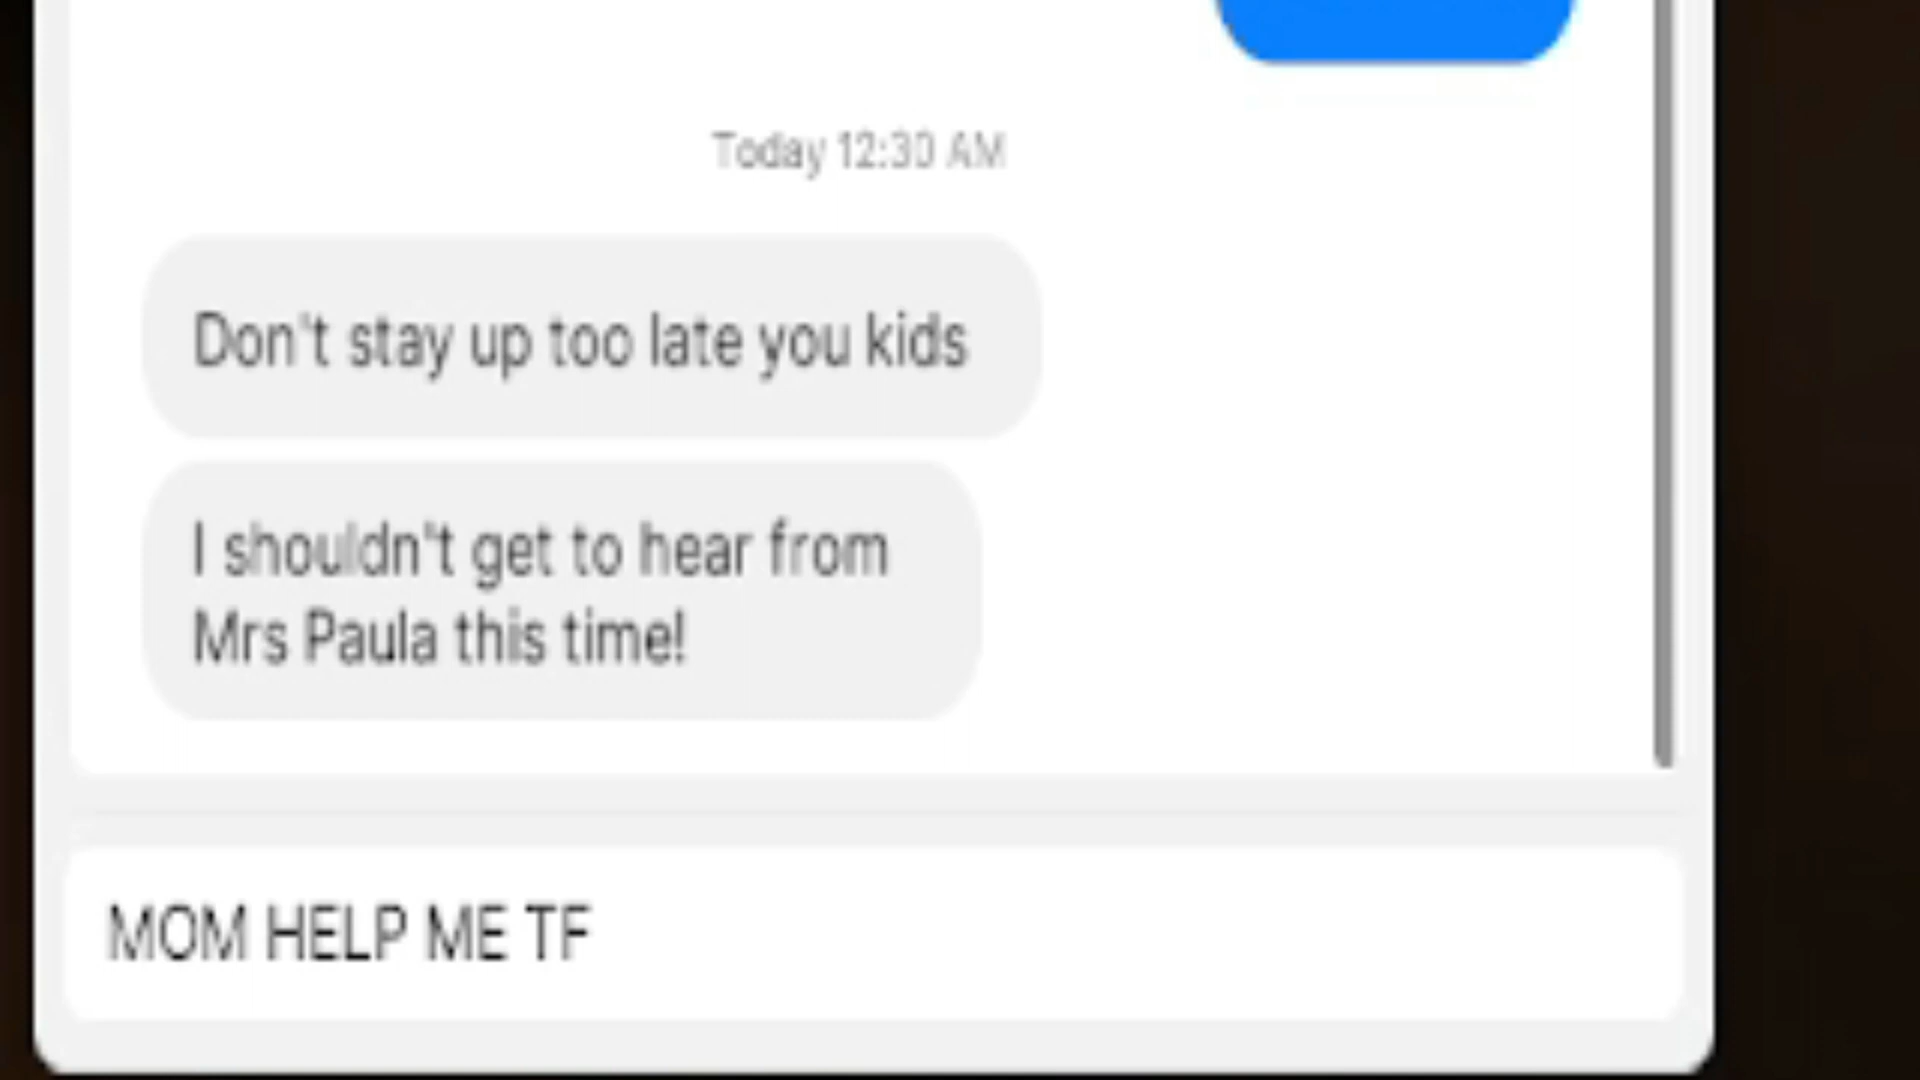 Today 12:30 AM
Don't stay up too late you kids
I shouldn't get to hear from
Mrs Paula this time!
MOM HELP ME TF